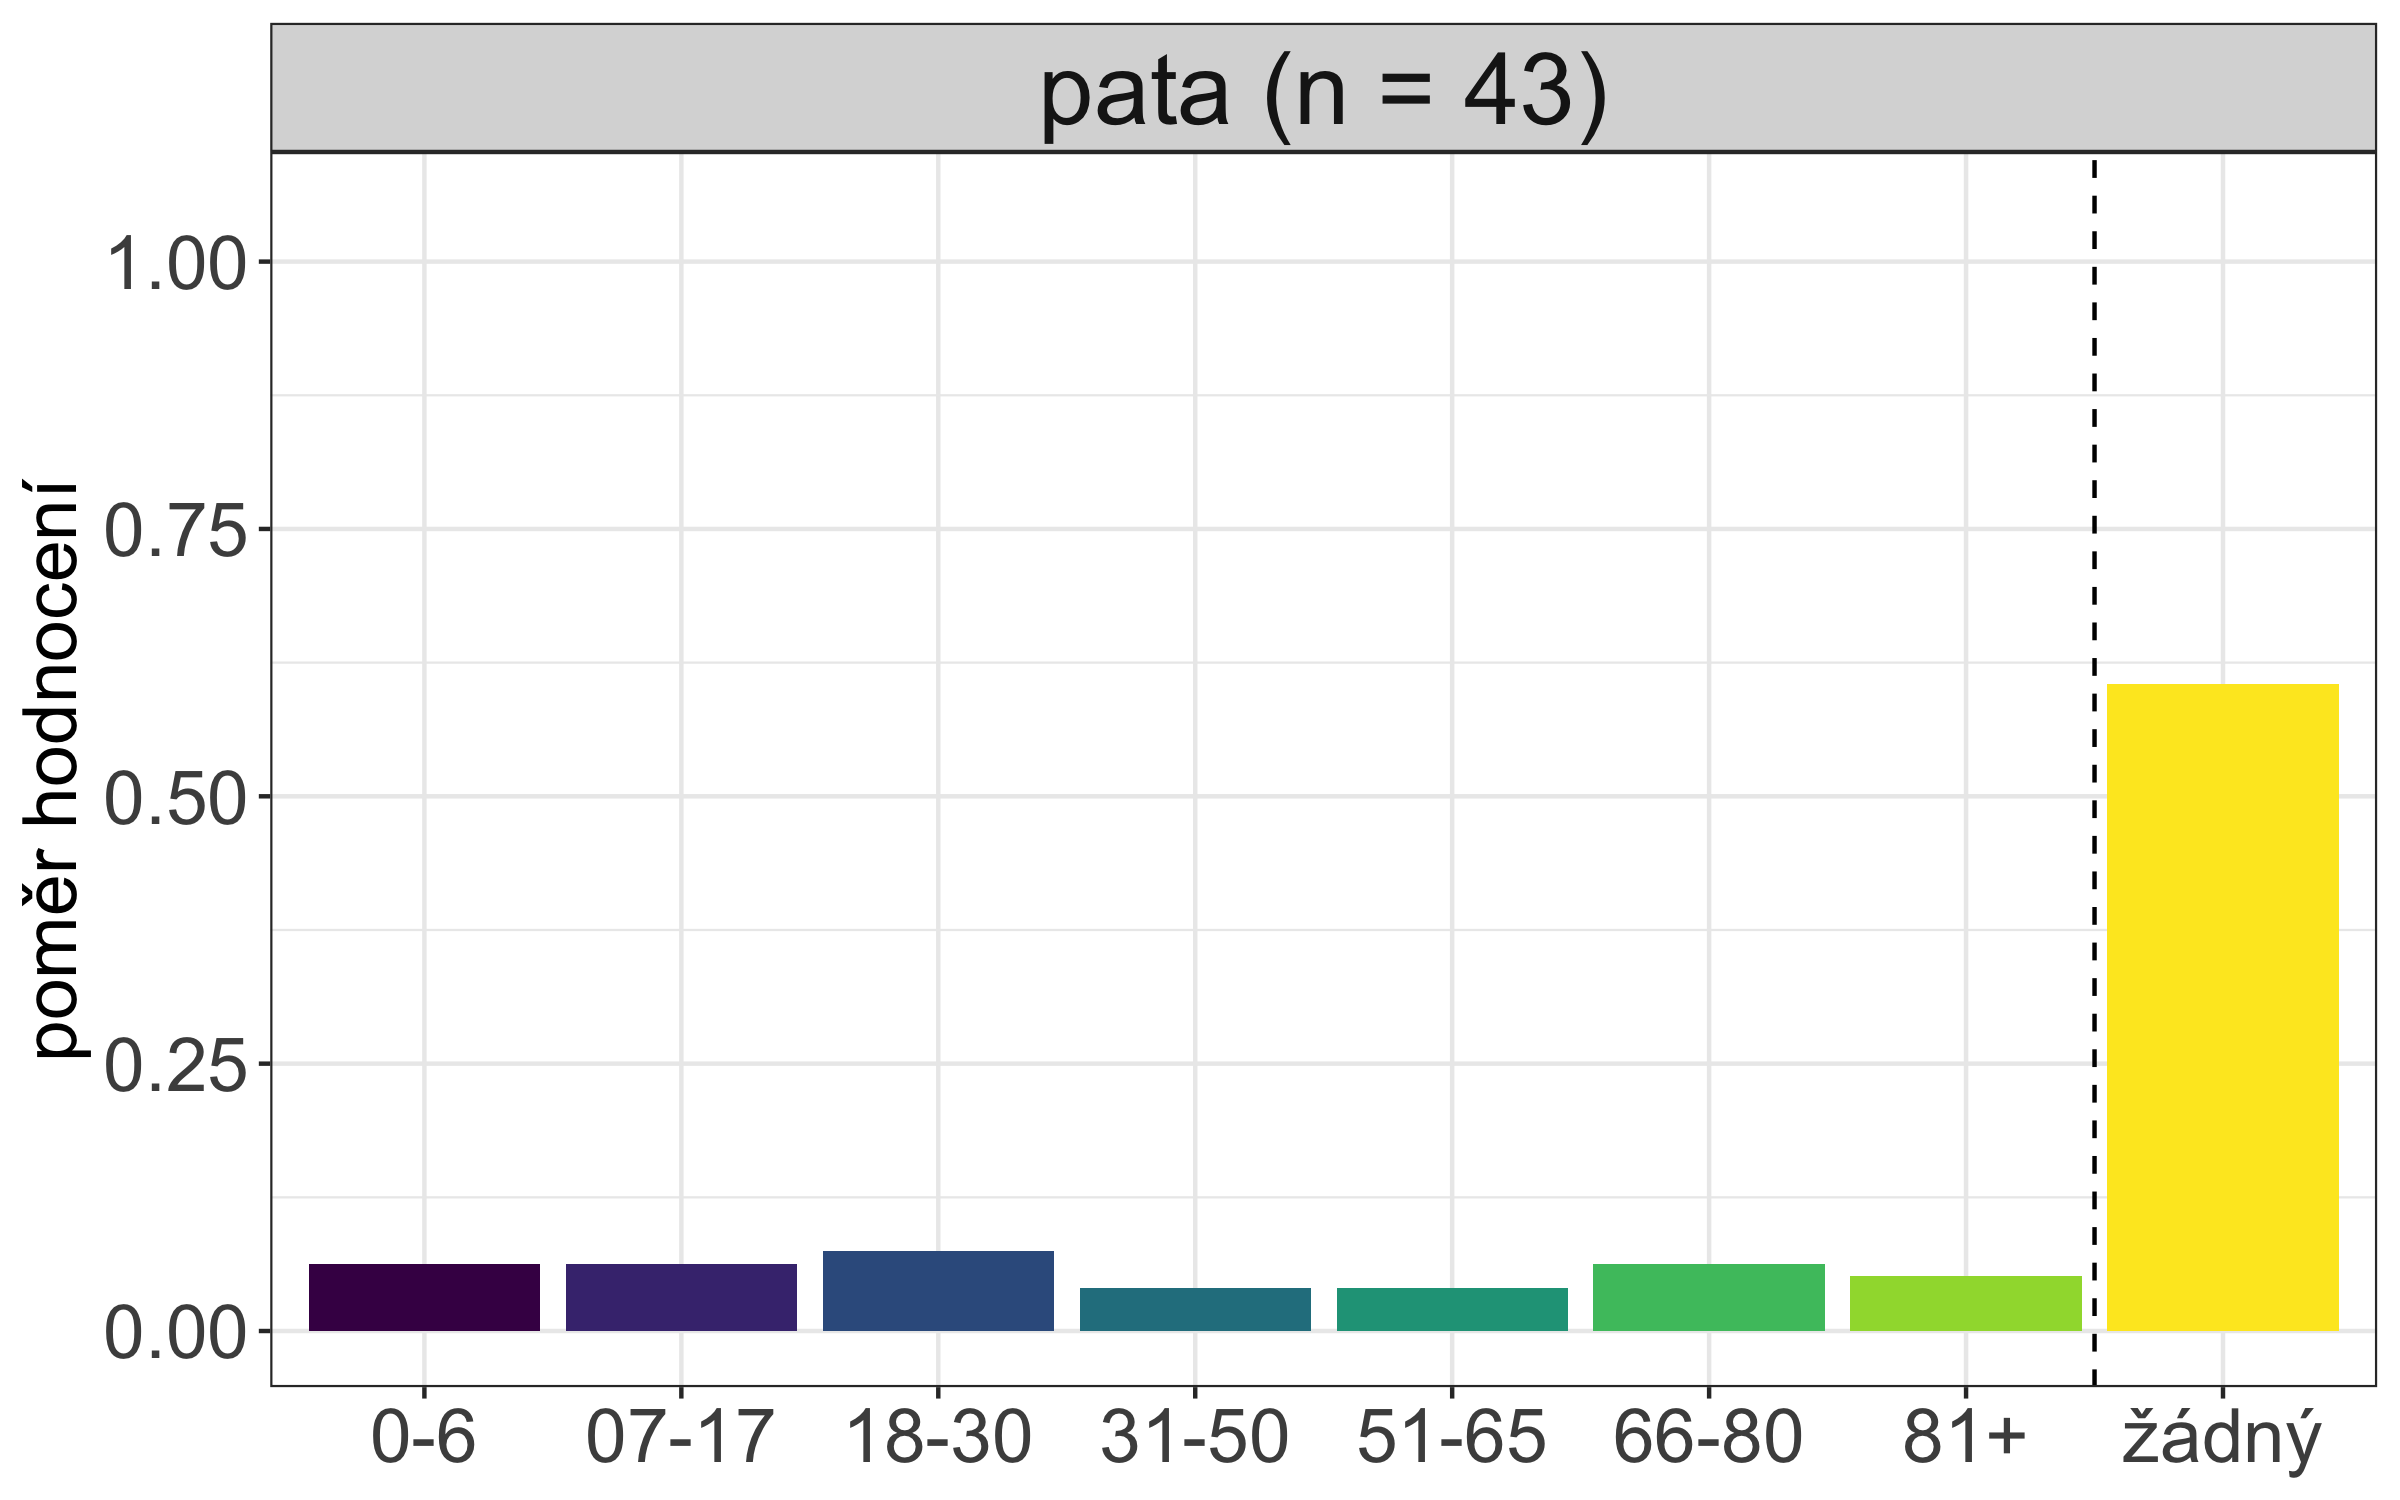 pata (n = 43)
poměr hodnocení
1.00
0.75
0.50
0.25
0.00
0-6 07-17 18-30 31-50 51-65 66-80 81+ žádný